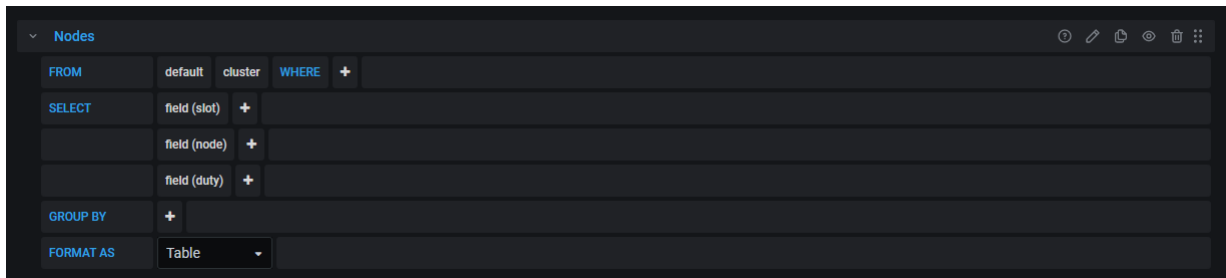 Nodes
FROM default cluster WHERE +
SELECT field (slot) +
field (node) +
field (duty) +
GROUP BY +
FORMAT AS Table